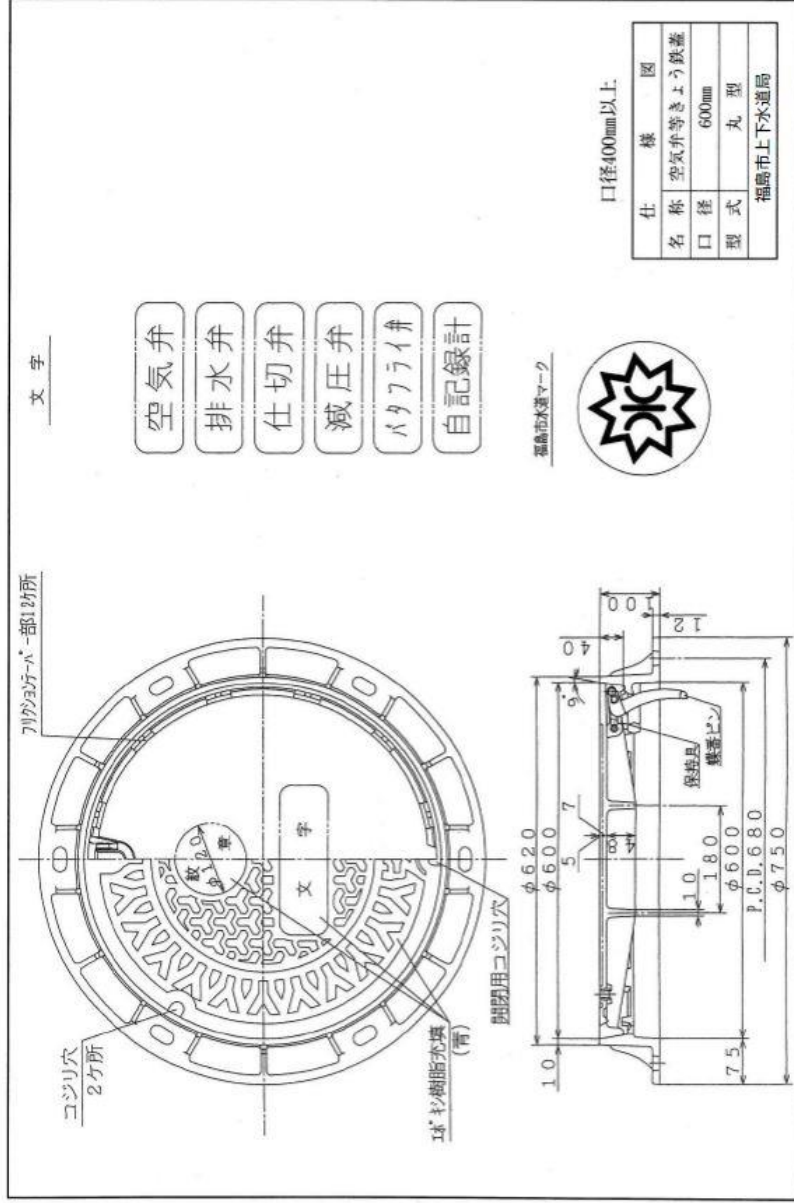 文字
空気弁
排水弁
仕切弁
減圧弁
バタフライ弁
自記録計
福島市水道マーク
口径400mm以上
仕様図
名称 空気弁等きょう鉄蓋
口径 600mm
型式 丸型
福島市上下水道局
フリクションテーパー部12ヶ所
コジリ穴
2ヶ所
紋章
φ120
文字
エポキシ樹脂充填
(青)
開閉用コジリ穴
φ620
φ600
5
7
48
9°
40
100
12
保持具
蝶番ピン
10
180
10
φ600
75
P.C.D.680
φ750